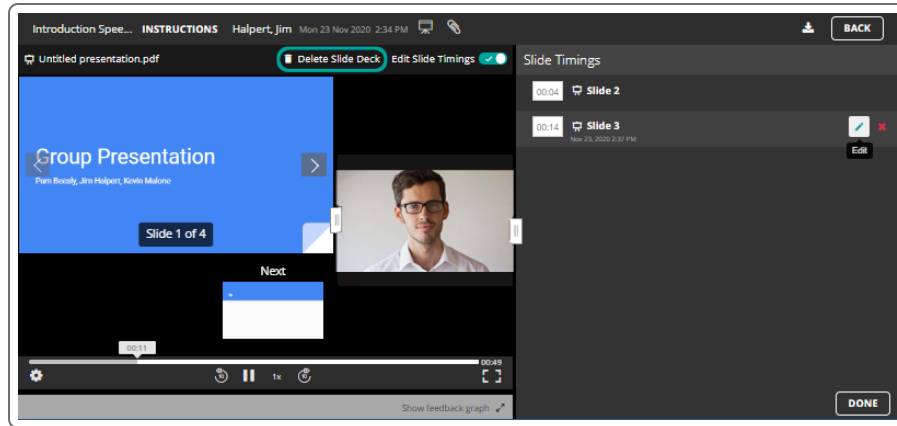 Introduction Spee... INSTRUCTIONS Halpert, Jim Mon 23 Nov 2020 2:34 PM
BACK
Untitled presentation.pdf
Delete Slide Deck
Edit Slide Timings
Slide Timings
00:04 Slide 2
00:14 Slide 3
Nov 23, 2020 2:37 PM
Edit
Group Presentation
Pam Beesly, Jim Halpert, Kevin Malone
Slide 1 of 4
Next
00:11
00:49
10
1x
10
Show feedback graph
DONE